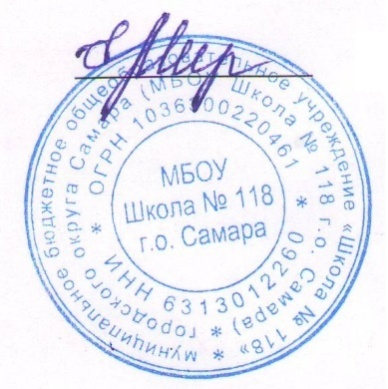 * муниципальное бюджетное общеобразовательное учреждение «Школа № 118»
* городского округа Самара (МБОУ Школа № 118 г.о. Самара)
* ОГРН 1036300220461 * ИНН 6313012260
МБОУ
Школа № 118
г.о. Самара